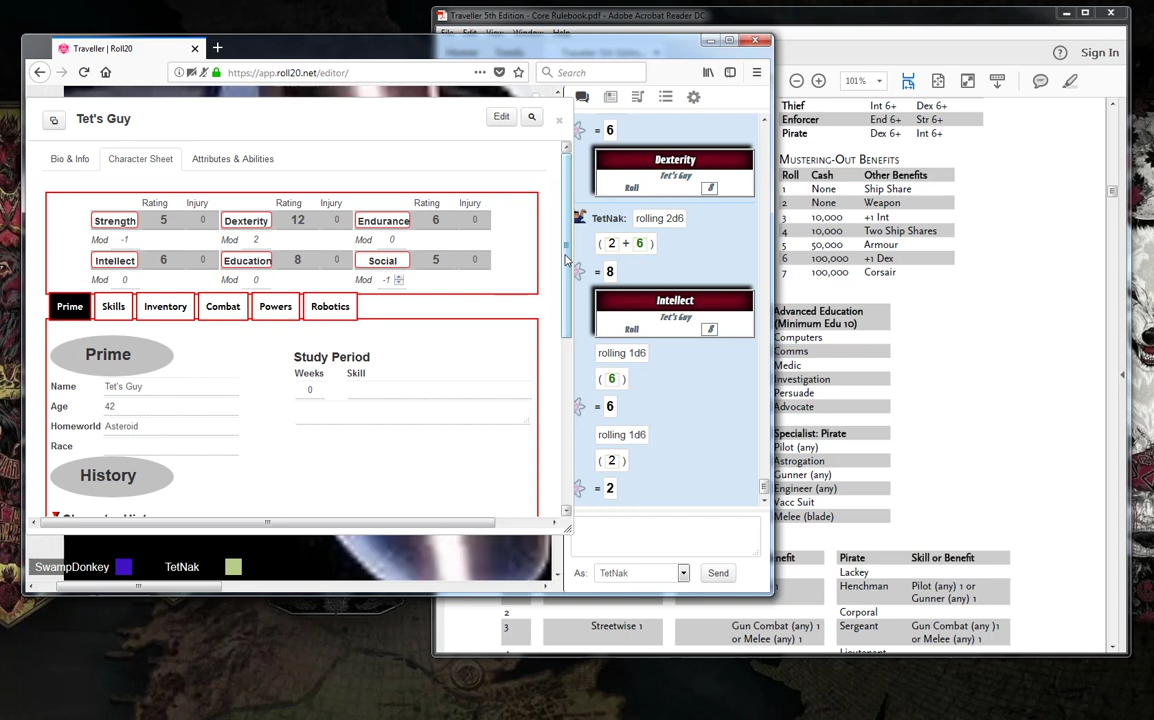 Traveller 5th Edition - Core Rulebook.pdf - Adobe Acrobat Reader DC
File Edit View Window Help
Traveller | Roll20
https://app.roll20.net/editor/
Search
Sign In
101%
Tet's Guy
Edit
Bio & Info
Character Sheet
Attributes & Abilities
Rating Injury Rating Injury Rating Injury
Strength 5 0 Dexterity 12 0 Endurance 6 0
Mod -1 Mod 2 Mod 0
Intellect 6 0 Education 8 0 Social 5 0
Mod 0 Mod 0 Mod -1
Prime Skills Inventory Combat Powers Robotics
Prime
Name Tet's Guy
Age 42
Homeworld Asteroid
Race
Study Period
Weeks Skill
0
History
SwampDonkey
TetNak
= 6
Dexterity
Tet's Guy
Roll 8
TetNak: rolling 2d6
( 2 + 6 )
= 8
Intellect
Tet's Guy
Roll 8
rolling 1d6
( 6 )
= 6
rolling 1d6
( 2 )
= 2
As: TetNak
Send
Thief Int 6+ Dex 6+
Enforcer End 6+ Str 6+
Pirate Dex 6+ Int 6+
Mustering-Out Benefits
Roll Cash Other Benefits
1 None Ship Share
2 None Weapon
3 10,000 +1 Int
4 10,000 Two Ship Shares
5 50,000 Armour
6 100,000 +1 Dex
7 100,000 Corsair
Advanced Education
(Minimum Edu 10)
Computers
Comms
Medic
Investigation
Persuade
Advocate
Specialist: Pirate
Pilot (any)
Astrogation
Gunner (any)
Engineer (any)
Vacc Suit
Melee (blade)
Pirate Skill or Benefit
Lackey
Henchman Pilot (any) 1 or
Gunner (any) 1
2 Corporal
3 Streetwise 1 Gun Combat (any) 1 Sergeant Gun Combat (any )1
or Melee (any) 1 or Melee (any) 1
Lieutenant